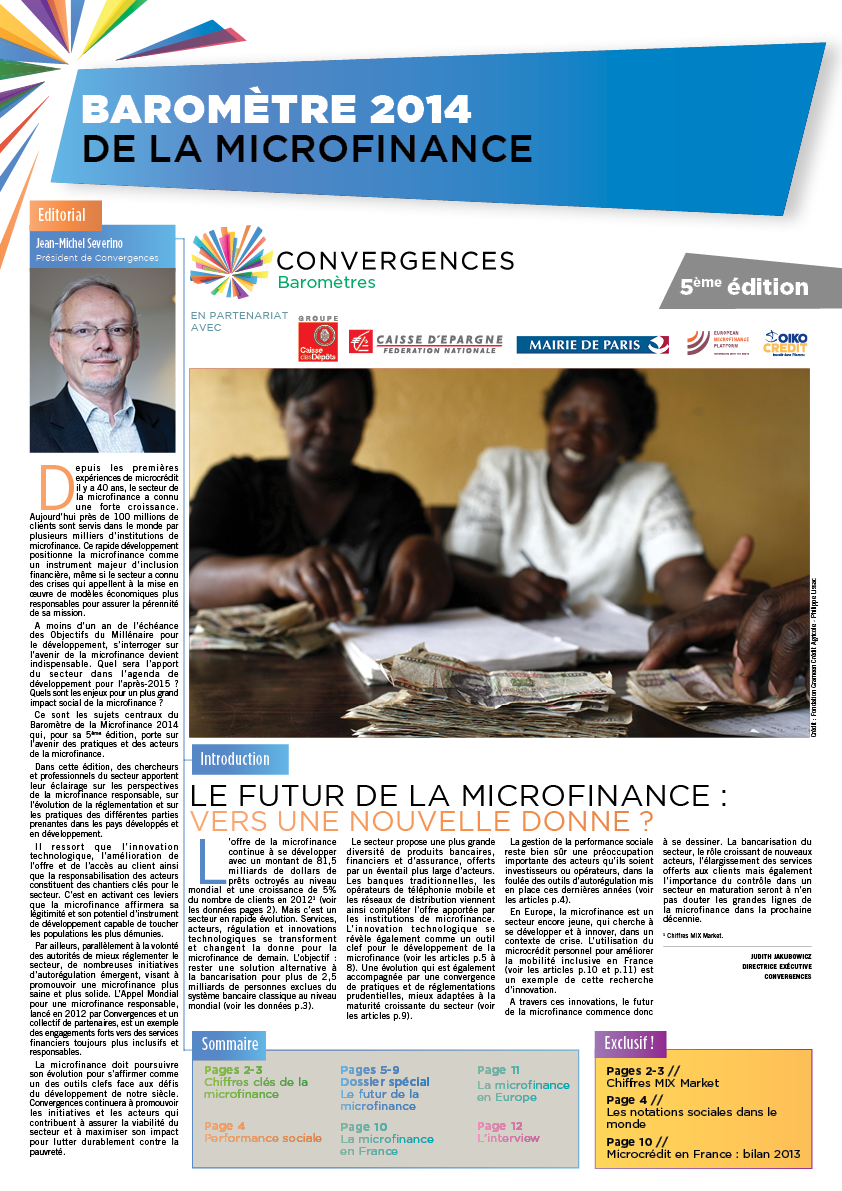 BAROMÈTRE 2014
DE LA MICROFINANCE
Editorial
Jean-Michel Severino
Président de Convergences
Depuis les premières
expériences de microcrédit
il y a 40 ans, le secteur de
la microfinance a connu
une forte croissance.
Aujourd'hui près de 100 millions de
clients sont servis dans le monde par
plusieurs milliers d'institutions de
microfinance. Ce rapide développement
positionne la microfinance comme
un instrument majeur d'inclusion
financière, même si le secteur a connu
des crises qui appellent à la mise en
œuvre de modèles économiques plus
responsables pour assurer la pérennité
de sa mission.
A moins d'un an de l'échéance
des Objectifs du Millénaire pour
le développement, s'interroger sur
l'avenir de la microfinance devient
indispensable. Quel sera l'apport
du secteur dans l'agenda de
développement pour l'après-2015 ?
Quels sont les enjeux pour un plus grand
impact social de la microfinance ?
Ce sont les sujets centraux du
Baromètre de la Microfinance 2014
qui, pour sa 5ème édition, porte sur
l'avenir des pratiques et des acteurs
de la microfinance.
Dans cette édition, des chercheurs
et professionnels du secteur apportent
leur éclairage sur les perspectives
de la microfinance responsable, sur
l'évolution de la réglementation et sur
les pratiques des différentes parties
prenantes dans les pays développés et
en développement.
Il ressort que l'innovation
technologique, l'amélioration de
l'offre et de l'accès au client ainsi
que la responsabilisation des acteurs
constituent des chantiers clés pour le
secteur. C'est en activant ces leviers
que la microfinance affirmera sa
légitimité et son potentiel d'instrument
de développement capable de toucher
les populations les plus démunies.
Par ailleurs, parallèlement à la volonté
des autorités de mieux réglementer le
secteur, de nombreuses initiatives
d'autorégulation émergent, visant à
promouvoir une microfinance plus
saine et plus solide. L'Appel Mondial
pour une microfinance responsable,
lancé en 2012 par Convergences et un
collectif de partenaires, est un exemple
des engagements forts vers des services
financiers toujours plus inclusifs et
responsables.
La microfinance doit poursuivre
son évolution pour s'affirmer comme
un des outils clefs face aux défis
du développement de notre siècle.
Convergences continuera à promouvoir
les initiatives et les acteurs qui
contribuent à assurer la viabilité du
secteur et à maximiser son impact
pour lutter durablement contre la
pauvreté.
CONVERGENCES
Baromètres
5ème édition
EN PARTENARIAT
AVEC
GROUPE
Caisse
des Dépôts
CAISSE D'EPARGNE
FEDERATION NATIONALE
MAIRIE DE PARIS
EUROPEAN
MICROFINANCE
PLATFORM
OIKO
CREDIT
Crédit : Fondation Grameen Crédit Agricole - Philippe Lissac
Introduction
LE FUTUR DE LA MICROFINANCE :
VERS UNE NOUVELLE DONNE ?
L'offre de la microfinance
continue à se développer
avec un montant de 81,5
milliards de dollars de
prêts octroyés au niveau
mondial et une croissance de 5%
du nombre de clients en 2012¹ (voir
les données pages 2). Mais c'est un
secteur en rapide évolution. Services,
acteurs, régulation et innovations
technologiques se transforment
et changent la donne pour la
microfinance de demain. L'objectif :
rester une solution alternative à
la bancarisation pour plus de 2,5
milliards de personnes exclues du
système bancaire classique au niveau
mondial (voir les données p.3).
Le secteur propose une plus grande
diversité de produits bancaires,
financiers et d'assurance, offerts
par un éventail plus large d'acteurs.
Les banques traditionnelles, les
opérateurs de téléphonie mobile et
les réseaux de distribution viennent
ainsi compléter l'offre apportée par
les institutions de microfinance.
L'innovation technologique se
révèle également comme un outil
clef pour le développement de la
microfinance (voir les articles p.5 à
8). Une évolution qui est également
accompagnée par une convergence
de pratiques et de réglementations
prudentielles, mieux adaptées à la
maturité croissante du secteur (voir
les articles p.9).
La gestion de la performance sociale
reste bien sûr une préoccupation
importante des acteurs qu'ils soient
investisseurs ou opérateurs, dans la
foulée des outils d'autorégulation mis
en place ces dernières années (voir
les articles p.4).
En Europe, la microfinance est un
secteur encore jeune, qui cherche à
se développer et à innover, dans un
contexte de crise. L'utilisation du
microcrédit personnel pour améliorer
la mobilité inclusive en France
(voir les articles p.10 et p.11) est
un exemple de cette recherche
d'innovation.
A travers ces innovations, le futur
de la microfinance commence donc
à se dessiner. La bancarisation du
secteur, le rôle croissant de nouveaux
acteurs, l'élargissement des services
offerts aux clients mais également
l'importance du contrôle dans un
secteur en maturation seront à n'en
pas douter les grandes lignes de
la microfinance dans la prochaine
décennie.
¹ Chiffres MIX Market.
JUDITH JAKUBOWICZ
DIRECTRICE EXÉCUTIVE
CONVERGENCES
Sommaire
Pages 2-3
Chiffres clés de la
microfinance
Page 4
Performance sociale
Pages 5-9
Dossier spécial
Le futur de la
microfinance
Page 10
La microfinance
en France
Page 11
La microfinance
en Europe
Page 12
L'interview
Exclusif !
Pages 2-3 //
Chiffres MIX Market
Page 4 //
Les notations sociales dans le
monde
Page 10 //
Microcrédit en France : bilan 2013